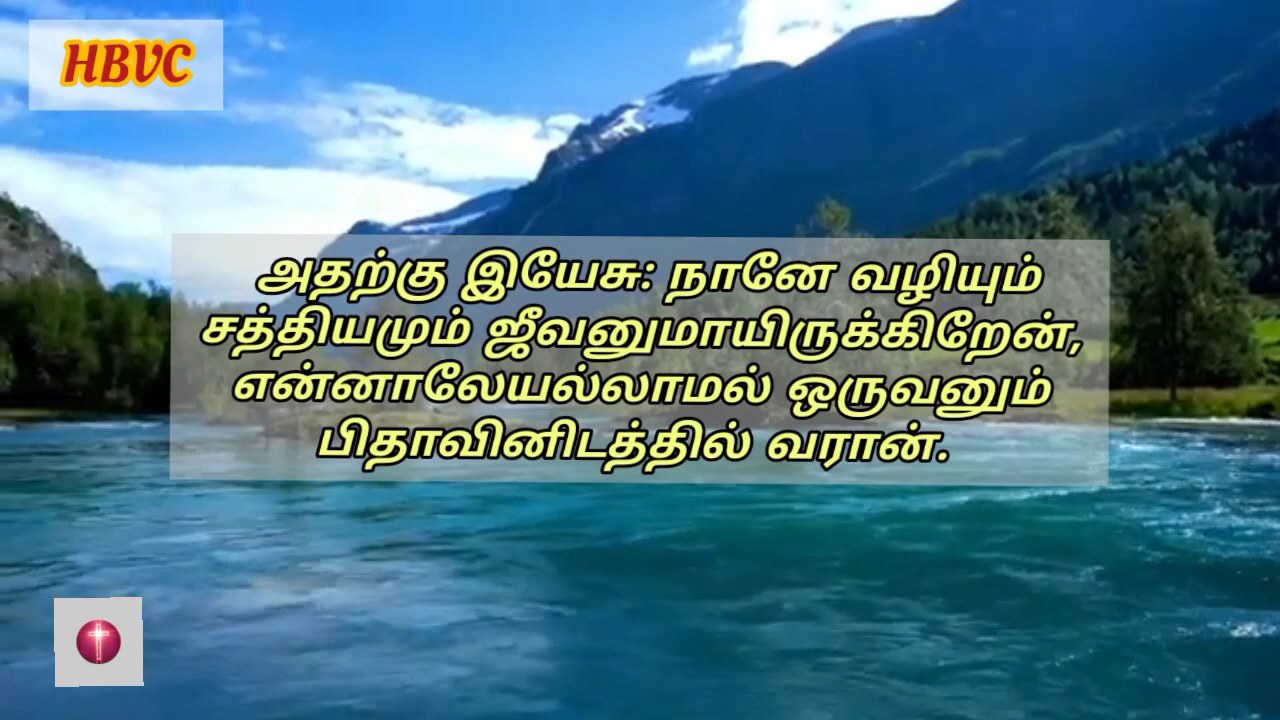 HBVC
அதற்கு இயேசு: நானே வழியும்
சத்தியமும் ஜீவனுமாயிருக்கிறேன்,
என்னாலேயல்லாமல் ஒருவனும்
பிதாவினிடத்தில் வரான்.